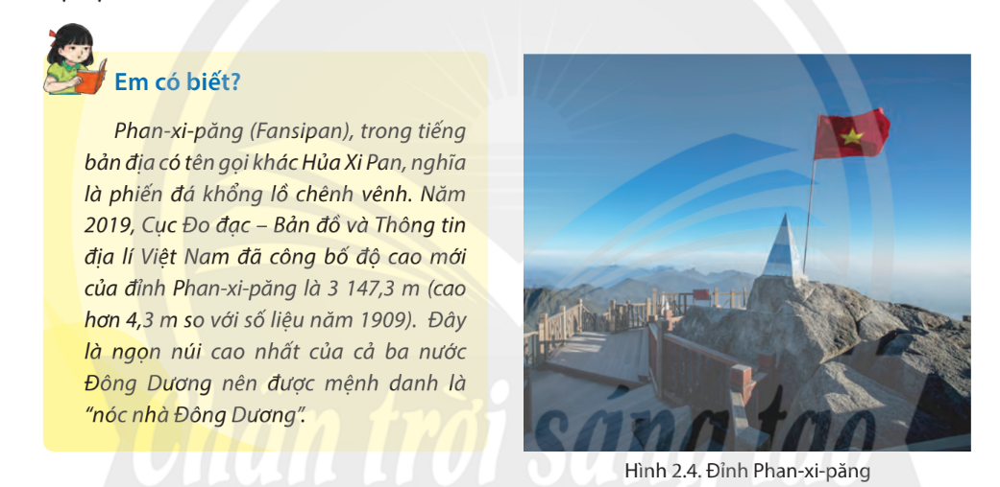 Em có biết?
Phan-xi-păng (Fansipan), trong tiếng
bản địa có tên gọi khác Hủa Xi Pan, nghĩa
là phiến đá khổng lồ chênh vênh. Năm
2019, Cục Đo đạc – Bản đồ và Thông tin
địa lí Việt Nam đã công bố độ cao mới
của đỉnh Phan-xi-păng là 3 147,3 m (cao
hơn 4,3 m so với số liệu năm 1909). Đây
là ngọn núi cao nhất của cả ba nước
Đông Dương nên được mệnh danh là
“nóc nhà Đông Dương”.
Chân trời sáng tạo
Hình 2.4. Đỉnh Phan-xi-păng